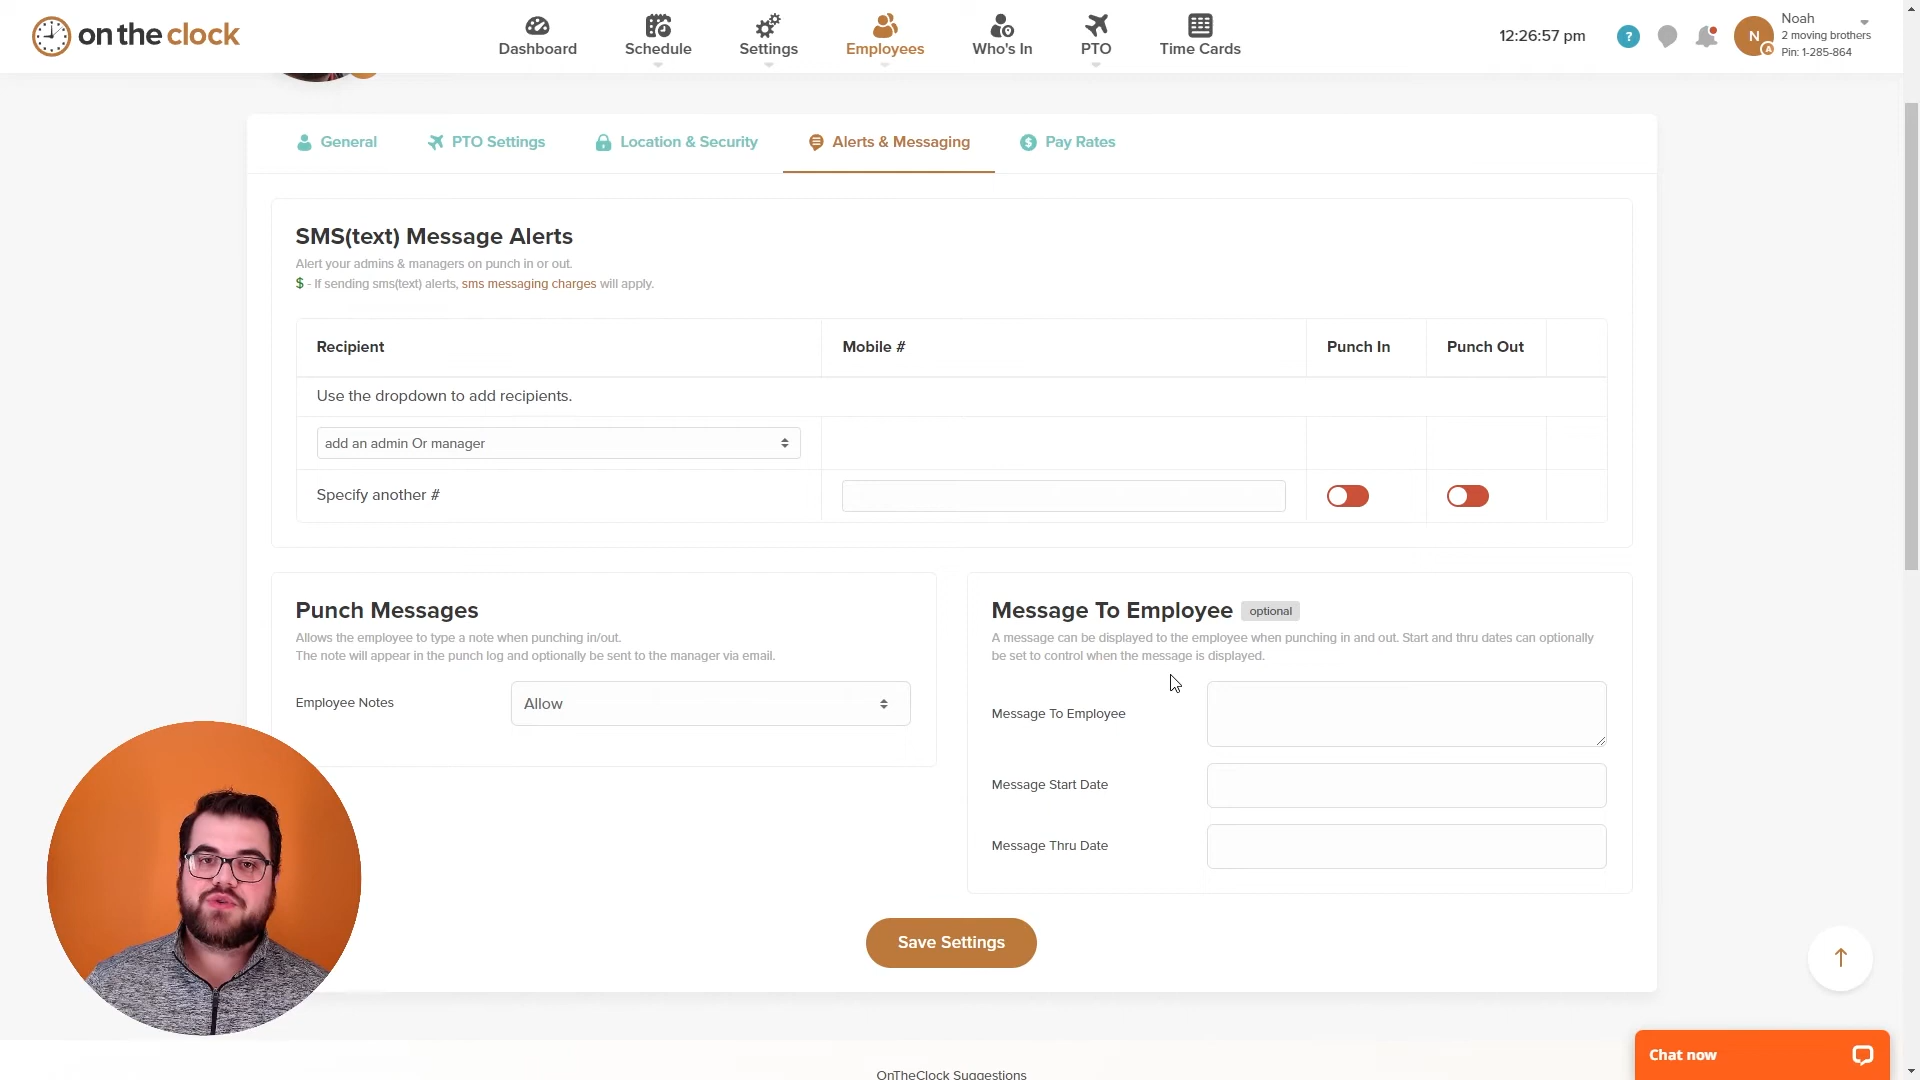 on the clock
Dashboard
Schedule
Settings
Employees
Who's In
PTO
Time Cards
12:26:57 pm
?
N
A
Noah
2 moving brothers
Pin: 1-285-864
General
PTO Settings
Location & Security
Alerts & Messaging
$
Pay Rates
SMS(text) Message Alerts
Alert your admins & managers on punch in or out.
$ - If sending sms(text) alerts, sms messaging charges will apply.
Recipient
Mobile #
Punch In
Punch Out
Use the dropdown to add recipients.
add an admin Or manager
Specify another #
Punch Messages
Allows the employee to type a note when punching in/out.
The note will appear in the punch log and optionally be sent to the manager via email.
Employee Notes
Allow
Message To Employee optional
A message can be displayed to the employee when punching in and out. Start and thru dates can optionally
be set to control when the message is displayed.
Message To Employee
Message Start Date
Message Thru Date
Save Settings
Chat now
OnTheClock Suggestions